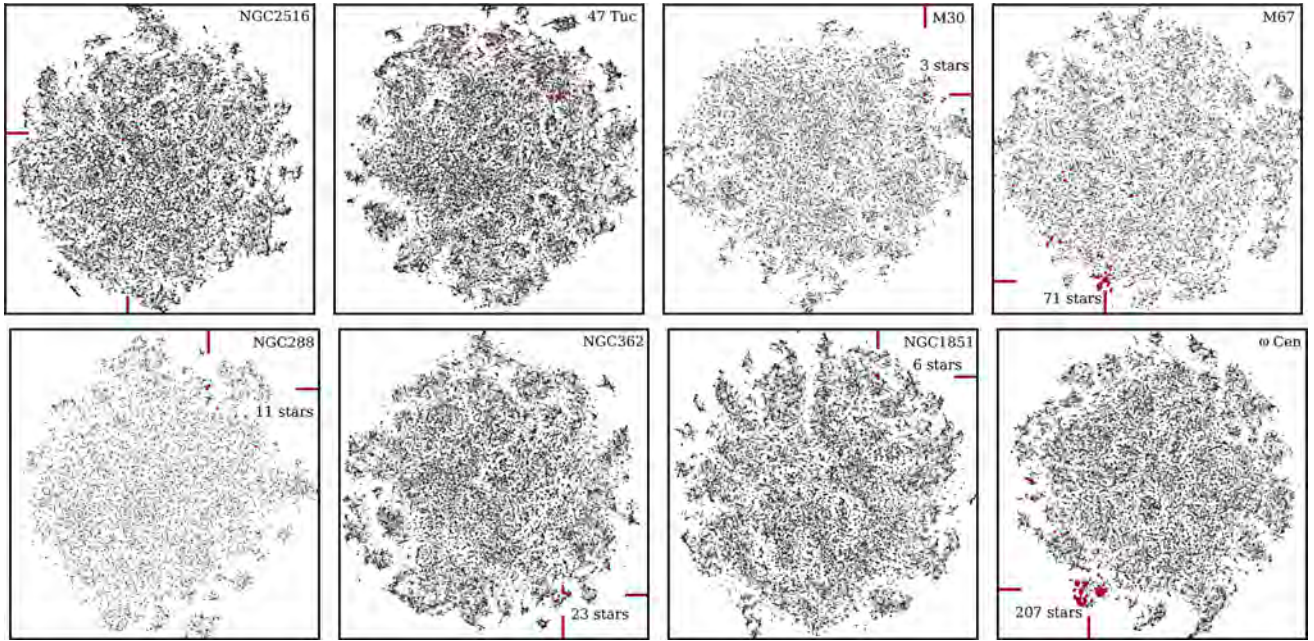 NGC2516
47 Tuc
M30
3 stars
M67
71 stars
NGC288
11 stars
NGC362
23 stars
NGC1851
6 stars
ω Cen
207 stars